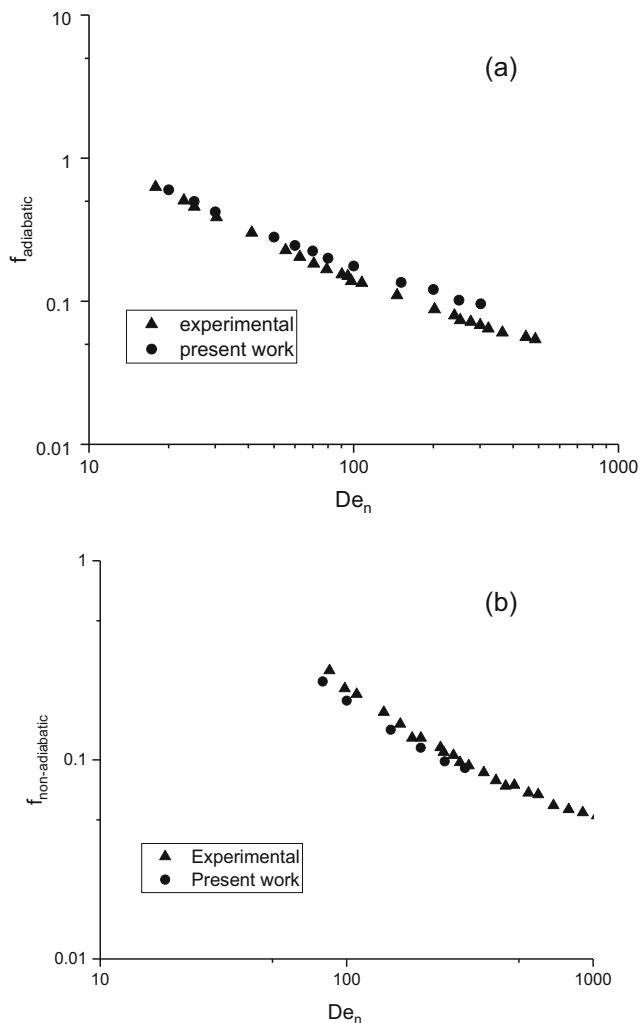 10
(a)
1
f_adiabatic
0.1
experimental
present work
0.01
10 100 1000
De_n
1
(b)
f_non-adiabatic
0.1
Experimental
Present work
0.01
10 100 1000
De_n